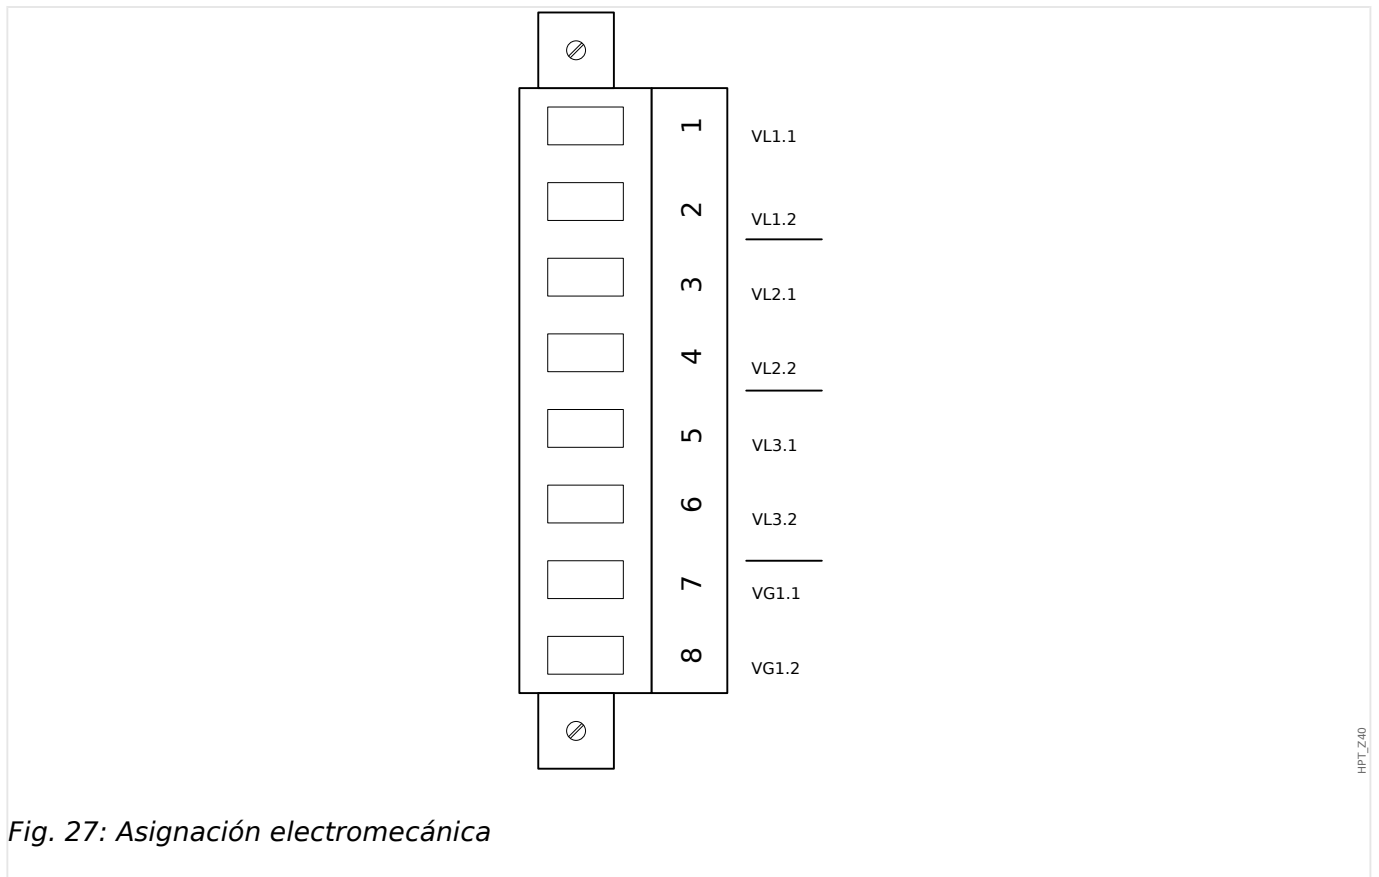 1 VL1.1
2 VL1.2
3 VL2.1
4 VL2.2
5 VL3.1
6 VL3.2
7 VG1.1
8 VG1.2
HPT_Z40
Fig. 27: Asignación electromecánica